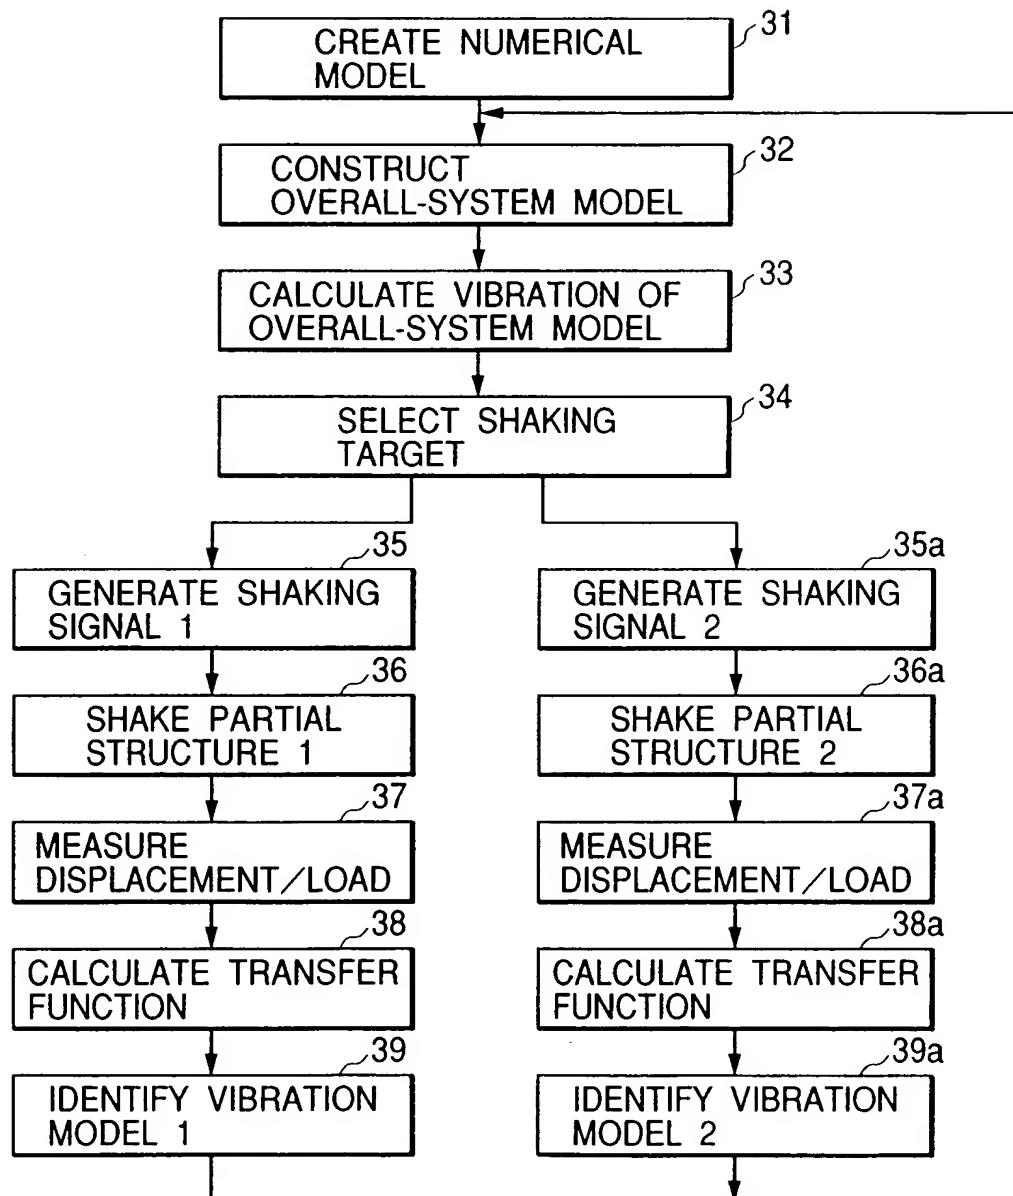 31
CREATE NUMERICAL
MODEL
32
CONSTRUCT
OVERALL-SYSTEM MODEL
33
CALCULATE VIBRATION OF
OVERALL-SYSTEM MODEL
34
SELECT SHAKING
TARGET
35
GENERATE SHAKING
SIGNAL 1
36
SHAKE PARTIAL
STRUCTURE 1
37
MEASURE
DISPLACEMENT/LOAD
38
CALCULATE TRANSFER
FUNCTION
39
IDENTIFY VIBRATION
MODEL 1
35a
GENERATE SHAKING
SIGNAL 2
36a
SHAKE PARTIAL
STRUCTURE 2
37a
MEASURE
DISPLACEMENT/LOAD
38a
CALCULATE TRANSFER
FUNCTION
39a
IDENTIFY VIBRATION
MODEL 2